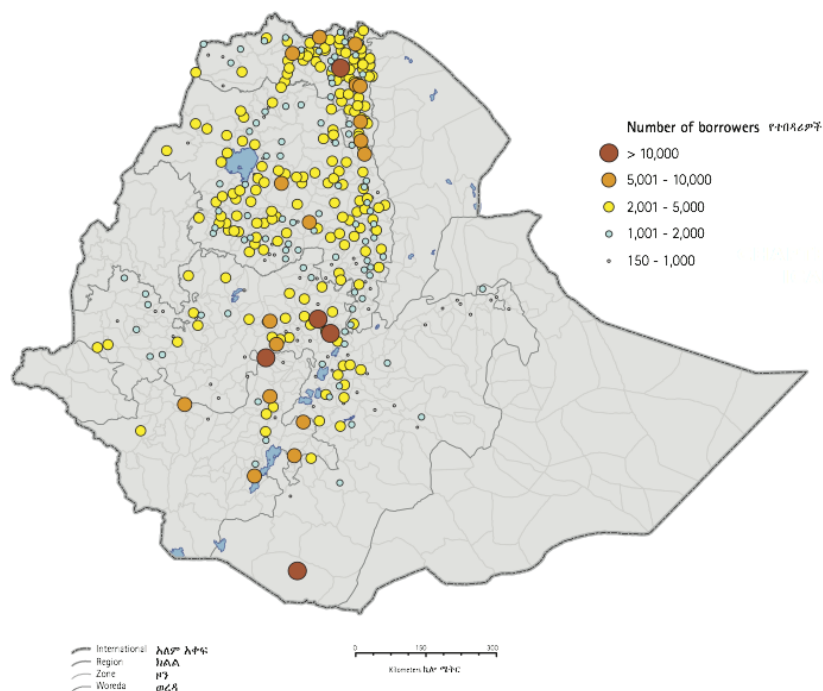 Number of borrowers የተበዳሪዎች
> 10,000
5,001 - 10,000
2,001 - 5,000
1,001 - 2,000
150 - 1,000
International አለም አቀፍ
Region ክልል
Zone ዞን
Woreda ወረዳ
0 150 300
Kilometers ኪሎ ሜትር